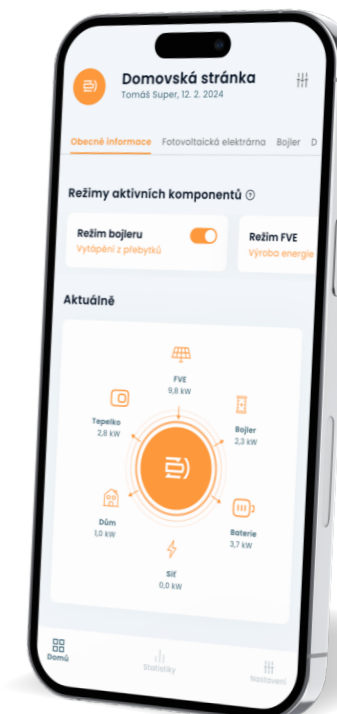 Domovská stránka
Tomáš Super, 12. 2. 2024
Obecné informace Fotovoltaická elektrárna Bojler D
Režimy aktivních komponentů
Režim bojleru
Vytápění z přebytků
Režim FVE
Výroba energie
Aktuálně
FVE
9,8 kW
Tepelko
2,8 kW
Bojler
2,3 kW
Dům
1,0 kW
Baterie
3,7 kW
Síť
0,0 kW
Domů
Statistiky
Nastavení